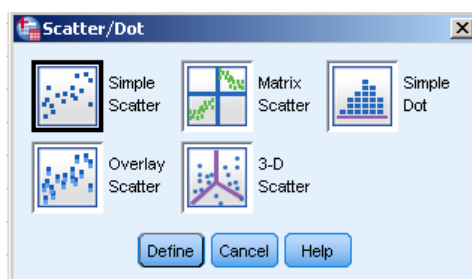 Scatter/Dot
Simple
Scatter
Matrix
Scatter
Simple
Dot
Overlay
Scatter
3-D
Scatter
Define Cancel Help